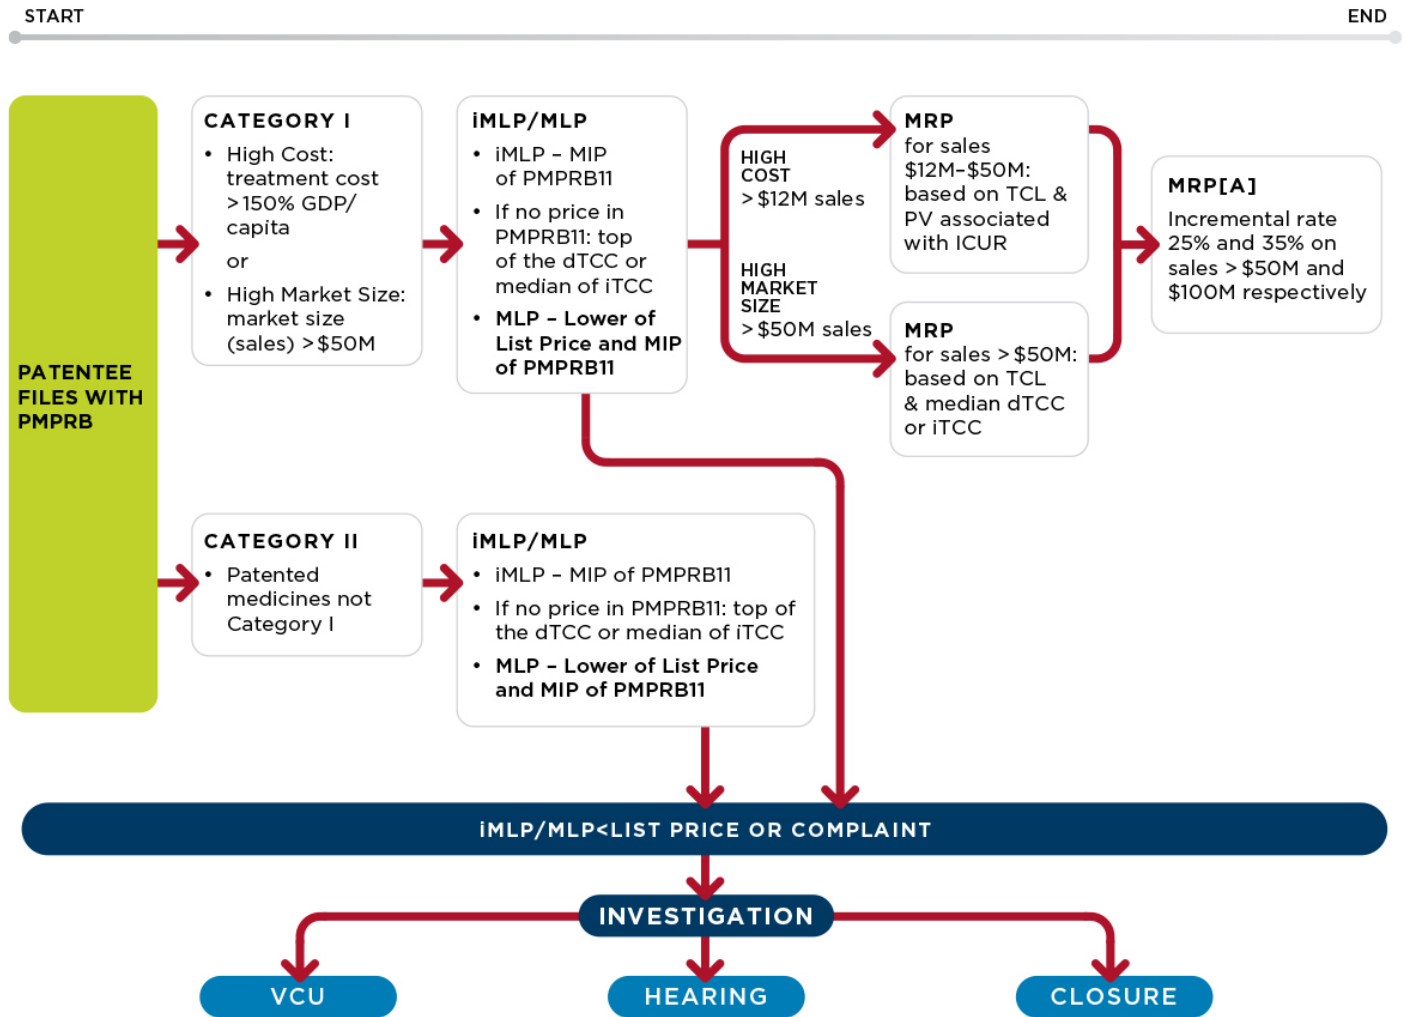 START
END
PATENTEE
FILES WITH
PMPRB
CATEGORY I
• High Cost:
treatment cost
>150% GDP/
capita
or
• High Market Size:
market size
(sales) >$50M
iMLP/MLP
• iMLP – MIP
of PMPRB11
• If no price in
PMPRB11: top
of the dTCC or
median of iTCC
• MLP – Lower of
List Price and MIP
of PMPRB11
HIGH
COST
>$12M sales
HIGH
MARKET
SIZE
>$50M sales
MRP
for sales
$12M–$50M:
based on TCL &
PV associated
with ICUR
MRP
for sales >$50M:
based on TCL
& median dTCC
or iTCC
MRP[A]
Incremental rate
25% and 35% on
sales >$50M and
$100M respectively
CATEGORY II
• Patented
medicines not
Category I
iMLP/MLP
• iMLP – MIP of PMPRB11
• If no price in PMPRB11: top of
the dTCC or median of iTCC
• MLP – Lower of List Price
and MIP of PMPRB11
iMLP/MLP<LIST PRICE OR COMPLAINT
INVESTIGATION
VCU
HEARING
CLOSURE